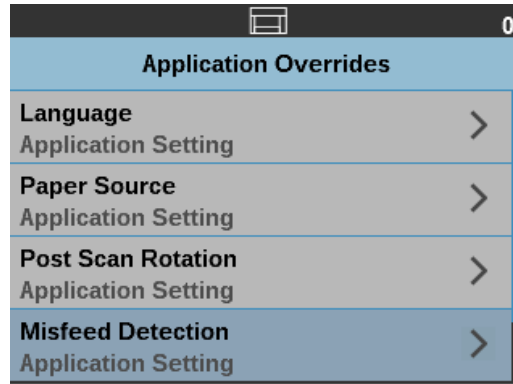 0
Application Overrides
Language
Application Setting
Paper Source
Application Setting
Post Scan Rotation
Application Setting
Misfeed Detection
Application Setting